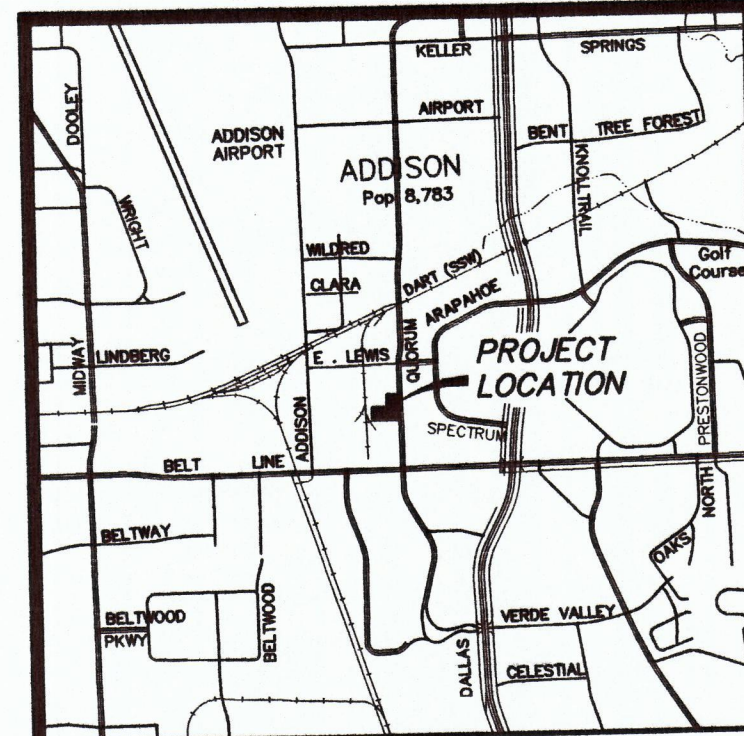 KELLER
SPRINGS
DOOLEY
AIRPORT
BENT TREE FOREST
ADDISON
AIRPORT
KNOLL TRAIL
ADDISON
Pop. 8,783
WRIGHT
WILDRED
DART (SSW)
Golf
Course
CLARA
ARAPAHOE
QUORUM
MIDWAY
LINDBERG
E. LEWIS
PROJECT
LOCATION
PRESTONWOOD
ADDISON
SPECTRUM
BELT LINE
NORTH
BELTWAY
OAKS
BELTWOOD
PKWY
BELTWOOD
VERDE VALLEY
DALLAS
CELESTIAL